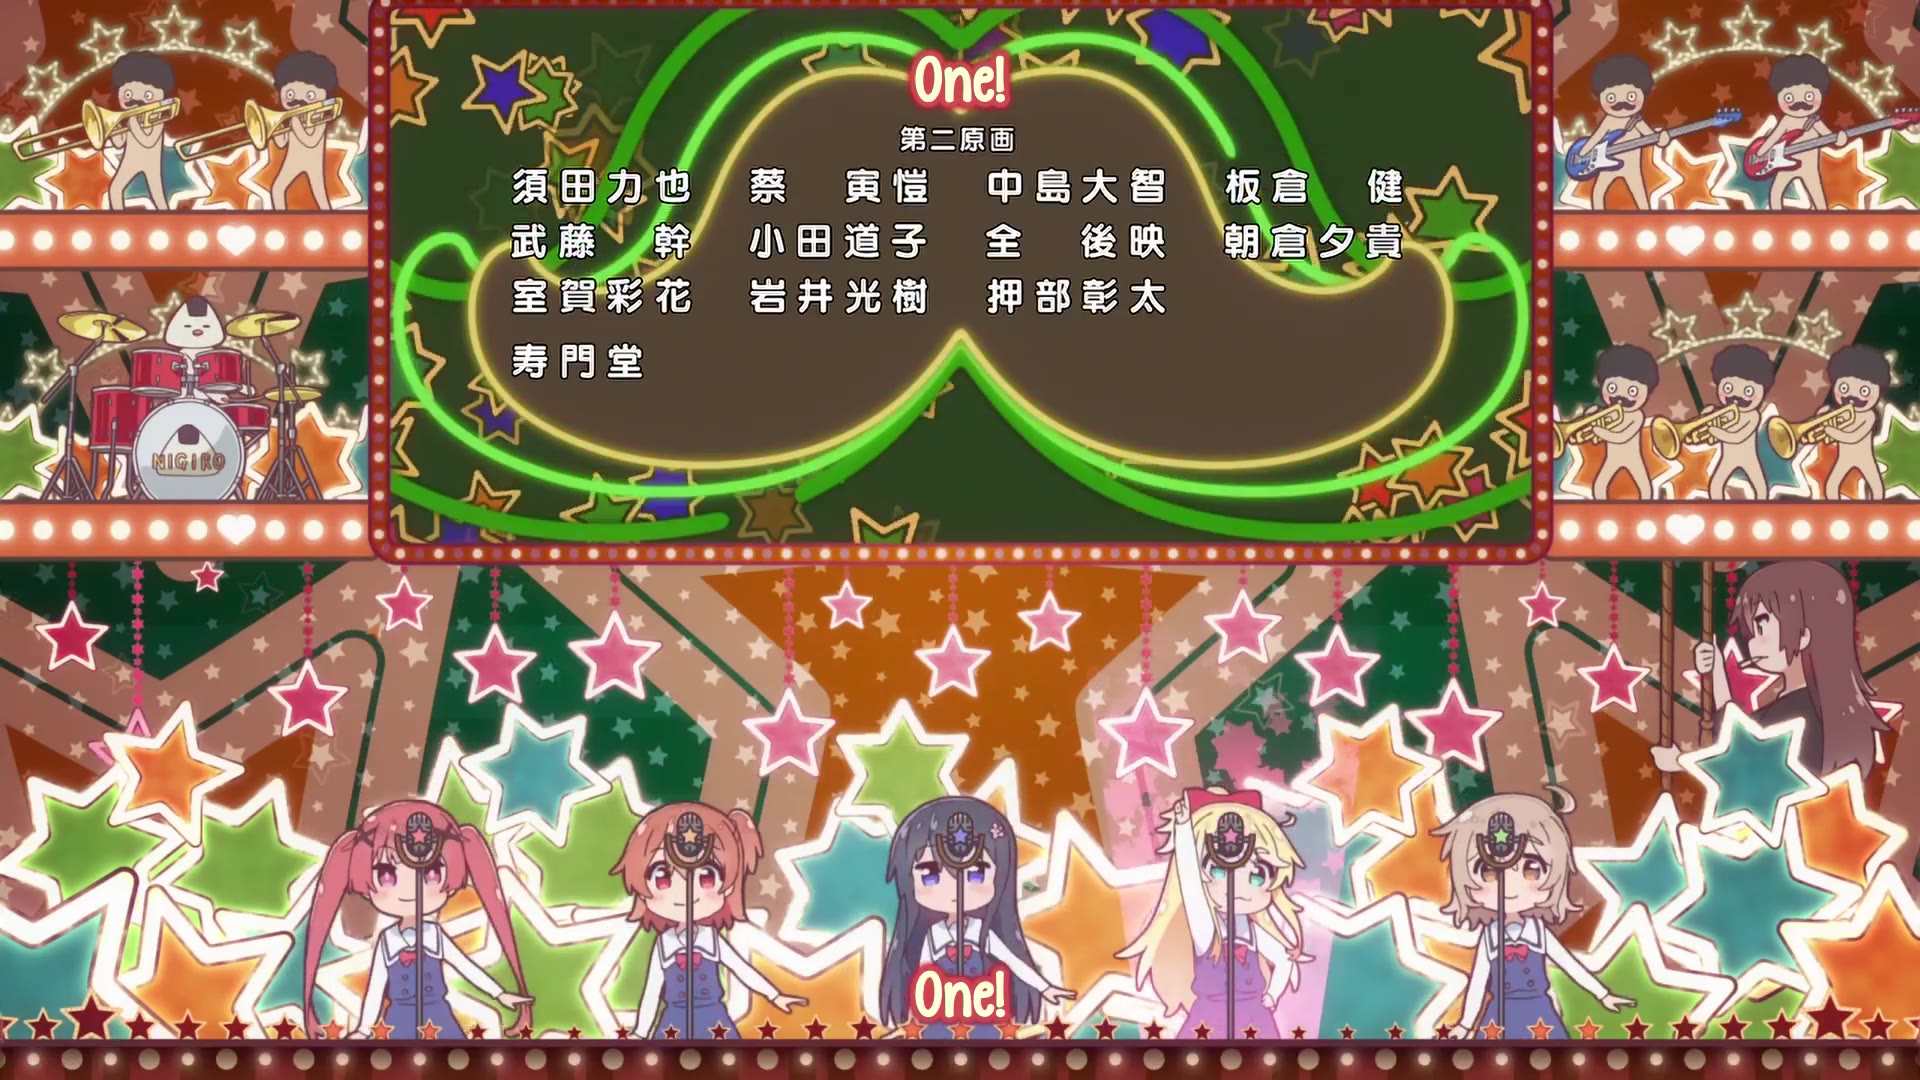 One!
第二原画
須田力也 蔡 寅愷 中島大智 板倉 健
武藤 幹 小田道子 全 後映 朝倉夕貴
室賀彩花 岩井光樹 押部彰太
寿門堂
NIGIRO
One!